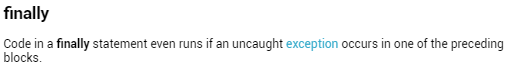 finally
Code in a finally statement even runs if an uncaught exception occurs in one of the preceding
blocks.